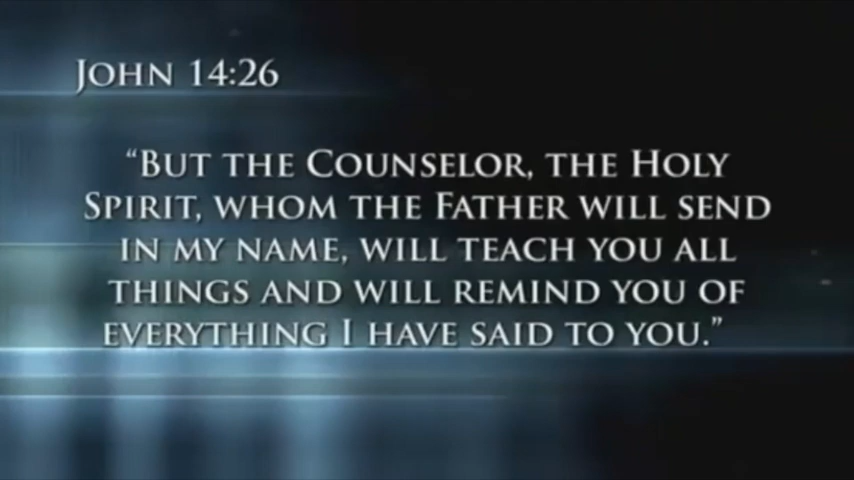 John 14:26
“But the Counselor, the Holy
Spirit, whom the Father will send
in my name, will teach you all
things and will remind you of
everything I have said to you.”